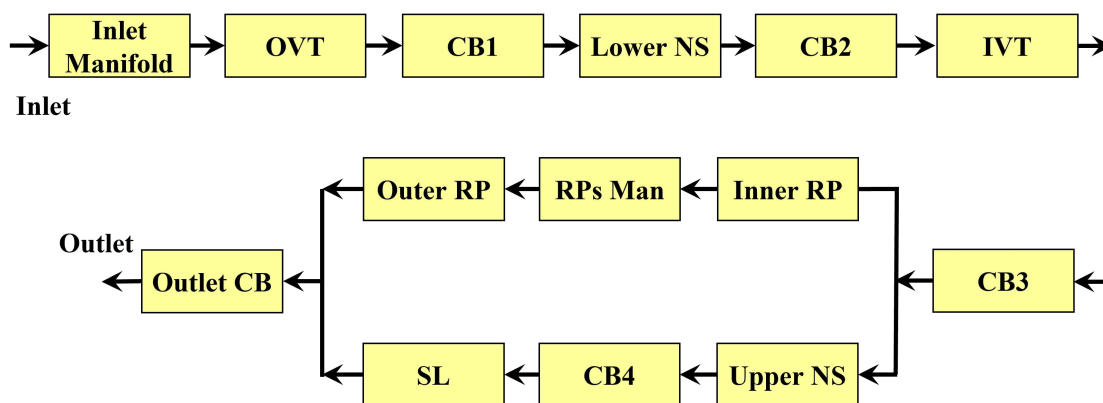 Inlet
Manifold
OVT
CB1
Lower NS
CB2
IVT
Inlet
Outer RP
RPs Man
Inner RP
Outlet
Outlet CB
CB3
SL
CB4
Upper NS